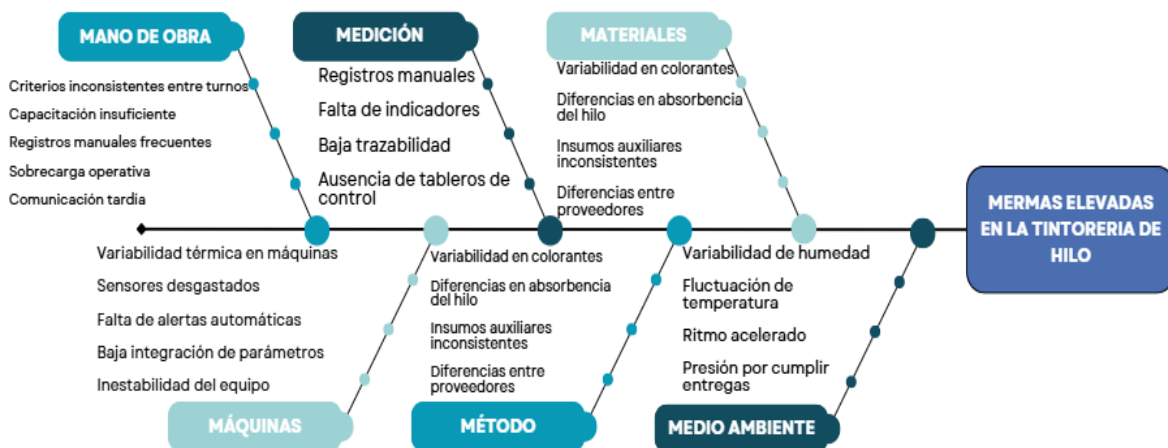 MANO DE OBRA
Criterios inconsistentes entre turnos
Capacitación insuficiente
Registros manuales frecuentes
Sobrecarga operativa
Comunicación tardía
MEDICIÓN
Registros manuales
Falta de indicadores
Baja trazabilidad
Ausencia de tableros de
control
MATERIALES
Variabilidad en colorantes
Diferencias en absorbencia
del hilo
Insumos auxiliares
inconsistentes
Diferencias entre
proveedores
MERMAS ELEVADAS
EN LA TINTORERIA DE
HILO
Variabilidad térmica en máquinas
Sensores desgastados
Falta de alertas automáticas
Baja integración de parámetros
Inestabilidad del equipo
MÁQUINAS
Variabilidad en colorantes
Diferencias en absorbencia
del hilo
Insumos auxiliares
inconsistentes
Diferencias entre
proveedores
MÉTODO
Variabilidad de humedad
Fluctuación de
temperatura
Ritmo acelerado
Presión por cumplir
entregas
MEDIO AMBIENTE